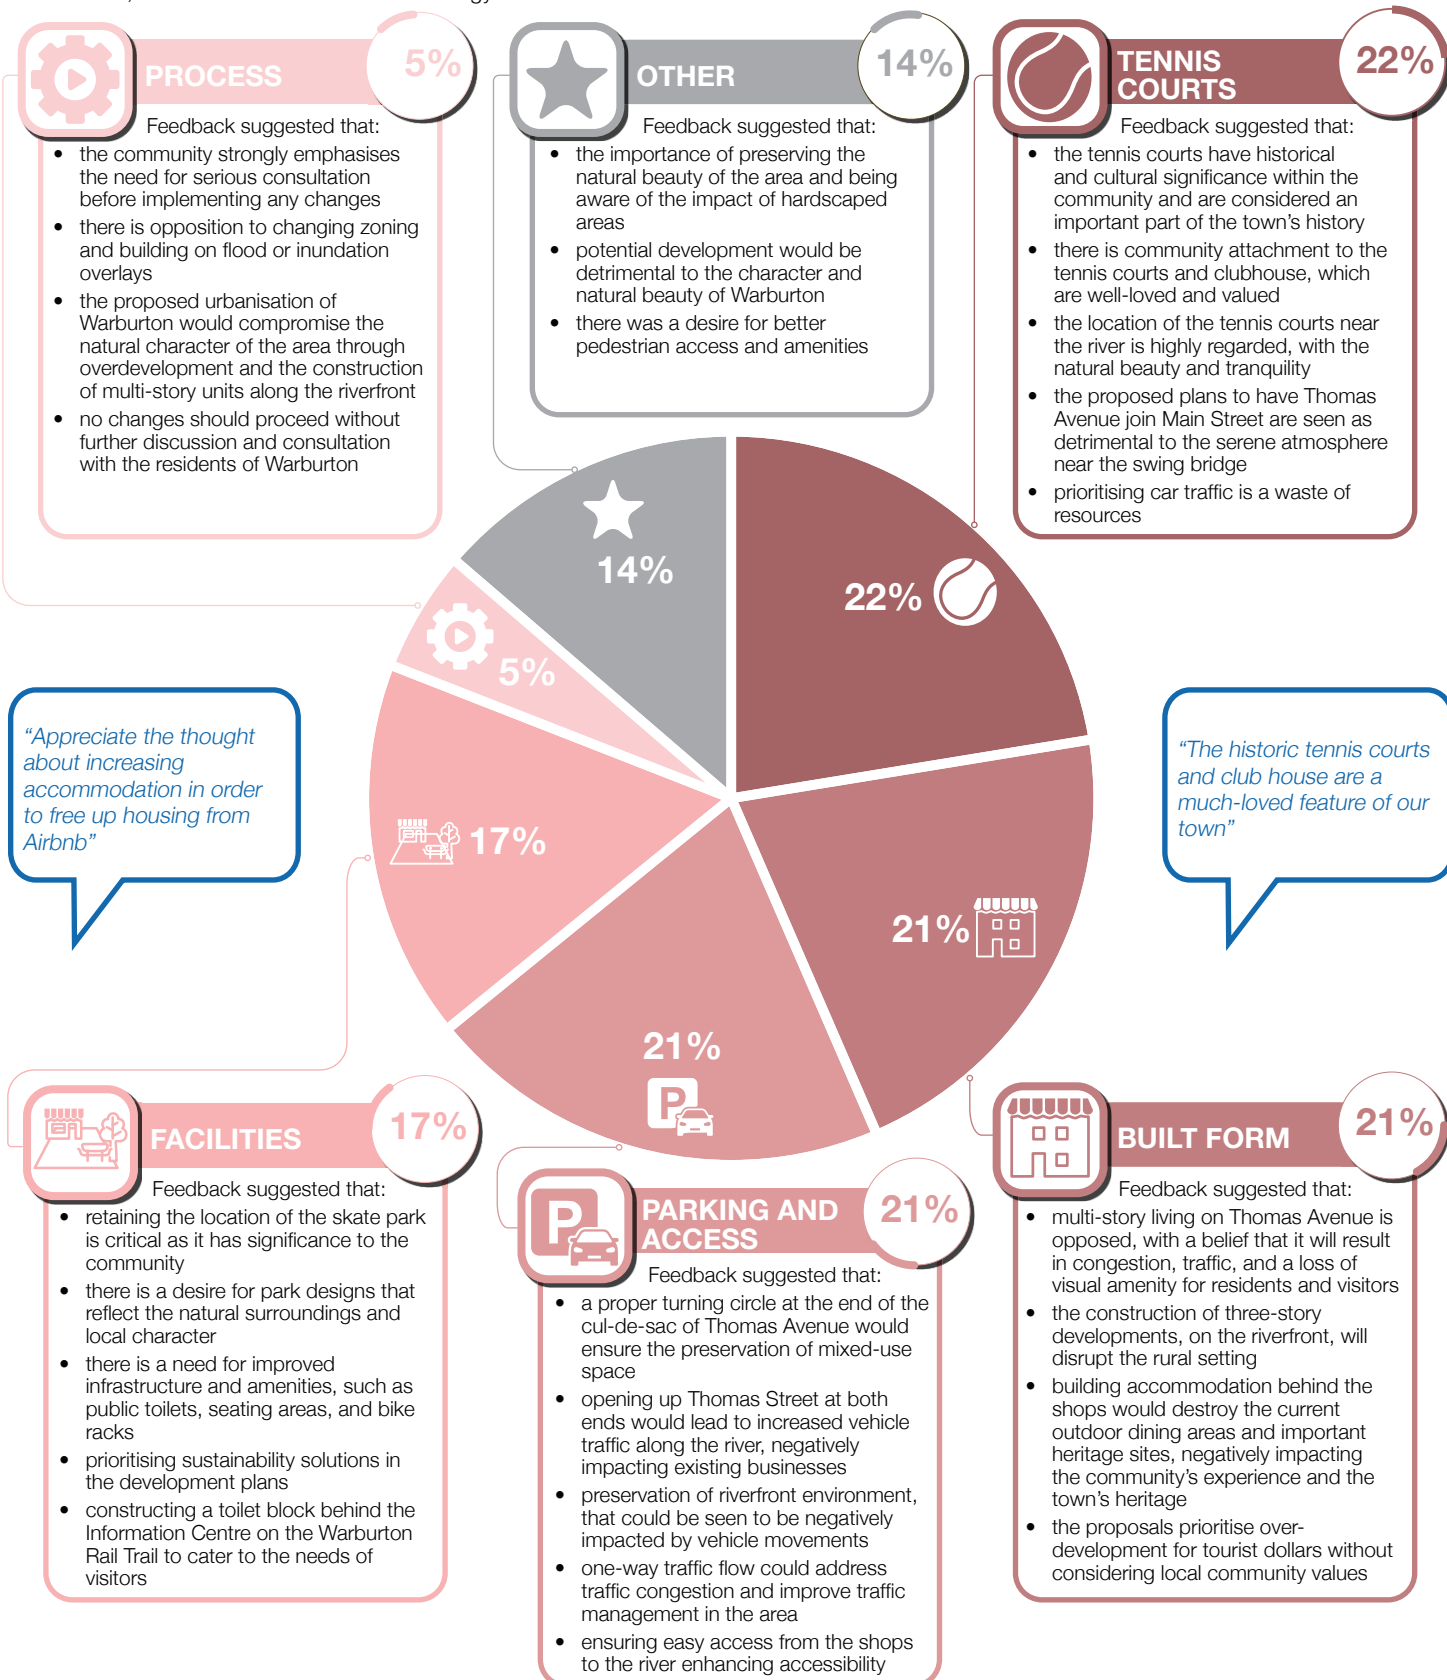 PROCESS
5%
Feedback suggested that:
• the community strongly emphasises
the need for serious consultation
before implementing any changes
• there is opposition to changing zoning
and building on flood or inundation
overlays
• the proposed urbanisation of
Warburton would compromise the
natural character of the area through
overdevelopment and the construction
of multi-story units along the riverfront
• no changes should proceed without
further discussion and consultation
with the residents of Warburton
OTHER
14%
Feedback suggested that:
• the importance of preserving the
natural beauty of the area and being
aware of the impact of hardscaped
areas
• potential development would be
detrimental to the character and
natural beauty of Warburton
• there was a desire for better
pedestrian access and amenities
TENNIS
COURTS
22%
Feedback suggested that:
• the tennis courts have historical
and cultural significance within the
community and are considered an
important part of the town's history
• there is community attachment to the
tennis courts and clubhouse, which
are well-loved and valued
• the location of the tennis courts near
the river is highly regarded, with the
natural beauty and tranquility
• the proposed plans to have Thomas
Avenue join Main Street are seen as
detrimental to the serene atmosphere
near the swing bridge
• prioritising car traffic is a waste of
resources
14%
22%
5%
17%
21%
21%
P
“Appreciate the thought
about increasing
accommodation in order
to free up housing from
Airbnb”
“The historic tennis courts
and club house are a
much-loved feature of our
town”
FACILITIES
17%
Feedback suggested that:
• retaining the location of the skate park
is critical as it has significance to the
community
• there is a desire for park designs that
reflect the natural surroundings and
local character
• there is a need for improved
infrastructure and amenities, such as
public toilets, seating areas, and bike
racks
• prioritising sustainability solutions in
the development plans
• constructing a toilet block behind the
Information Centre on the Warburton
Rail Trail to cater to the needs of
visitors
P
PARKING AND
ACCESS
21%
Feedback suggested that:
• a proper turning circle at the end of the
cul-de-sac of Thomas Avenue would
ensure the preservation of mixed-use
space
• opening up Thomas Street at both
ends would lead to increased vehicle
traffic along the river, negatively
impacting existing businesses
• preservation of riverfront environment,
that could be seen to be negatively
impacted by vehicle movements
• one-way traffic flow could address
traffic congestion and improve traffic
management in the area
• ensuring easy access from the shops
to the river enhancing accessibility
BUILT FORM
21%
Feedback suggested that:
• multi-story living on Thomas Avenue is
opposed, with a belief that it will result
in congestion, traffic, and a loss of
visual amenity for residents and visitors
• the construction of three-story
developments, on the riverfront, will
disrupt the rural setting
• building accommodation behind the
shops would destroy the current
outdoor dining areas and important
heritage sites, negatively impacting
the community's experience and the
town's heritage
• the proposals prioritise over-
development for tourist dollars without
considering local community values